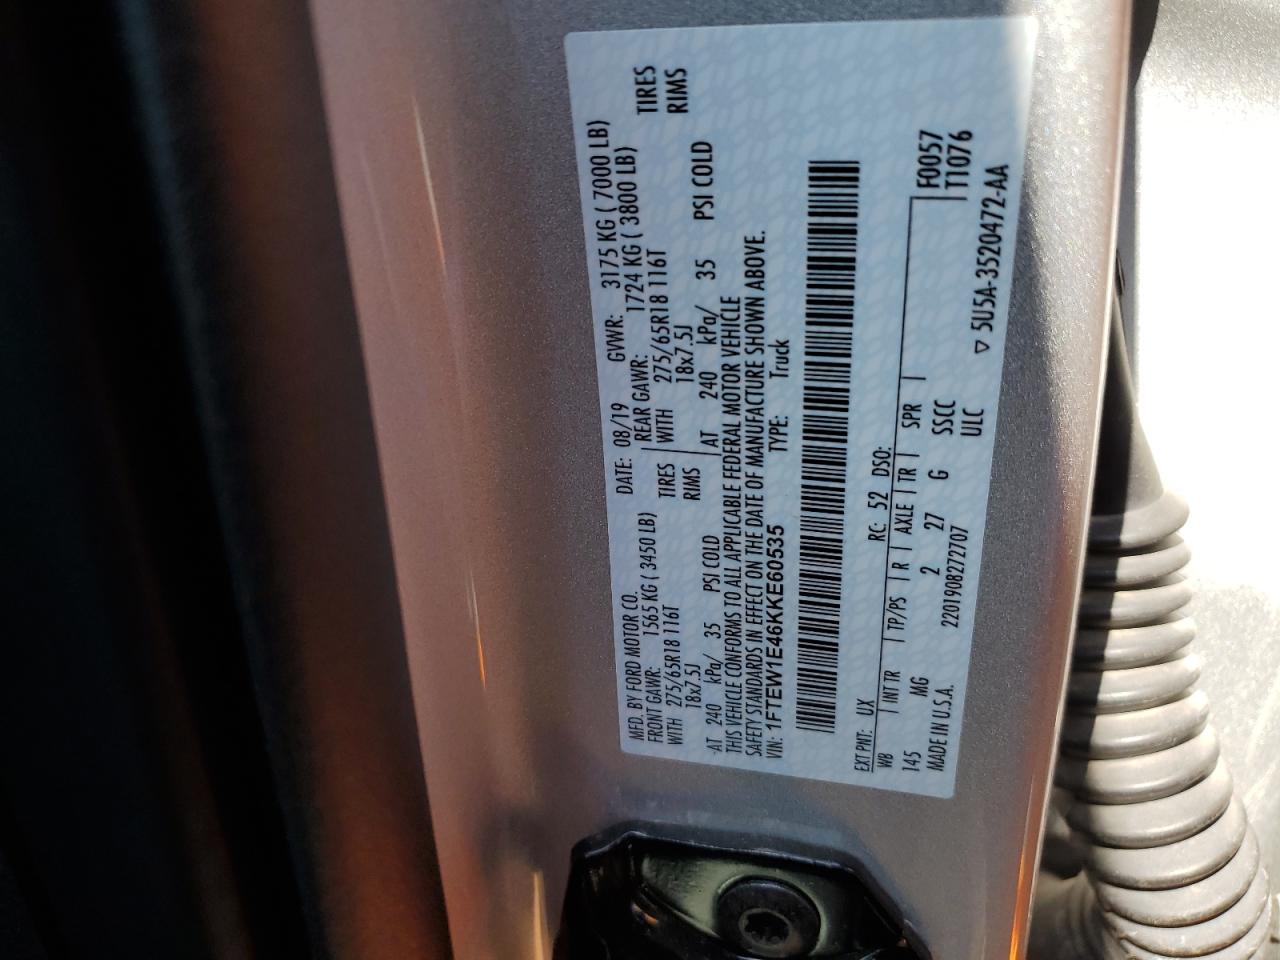 MFD. BY FORD MOTOR CO.
DATE: 08/19 GVWR: 3175 KG ( 7000 LB)
FRONT GAWR: 1565 KG ( 3450 LB)
REAR GAWR: 1724 KG ( 3800 LB)
WITH 275/65R18 116T TIRES
WITH 275/65R18 116T TIRES
18x7.5J RIMS
18x7.5J RIMS
AT 240 kPa/ 35 PSI COLD
AT 240 kPa/ 35 PSI COLD
THIS VEHICLE CONFORMS TO ALL APPLICABLE FEDERAL MOTOR VEHICLE
SAFETY STANDARDS IN EFFECT ON THE DATE OF MANUFACTURE SHOWN ABOVE.
VIN: 1FTEW1E46KKE60535 TYPE: Truck
EXT PNT: UX RC: 52 DSO: F0057
WB INT TR TP/PS R AXLE TR SPR T1076
145 MG 2 27 G SSCC
MADE IN U.S.A. 2201908272707 ULC
▽ 5U5A-3520472-AA